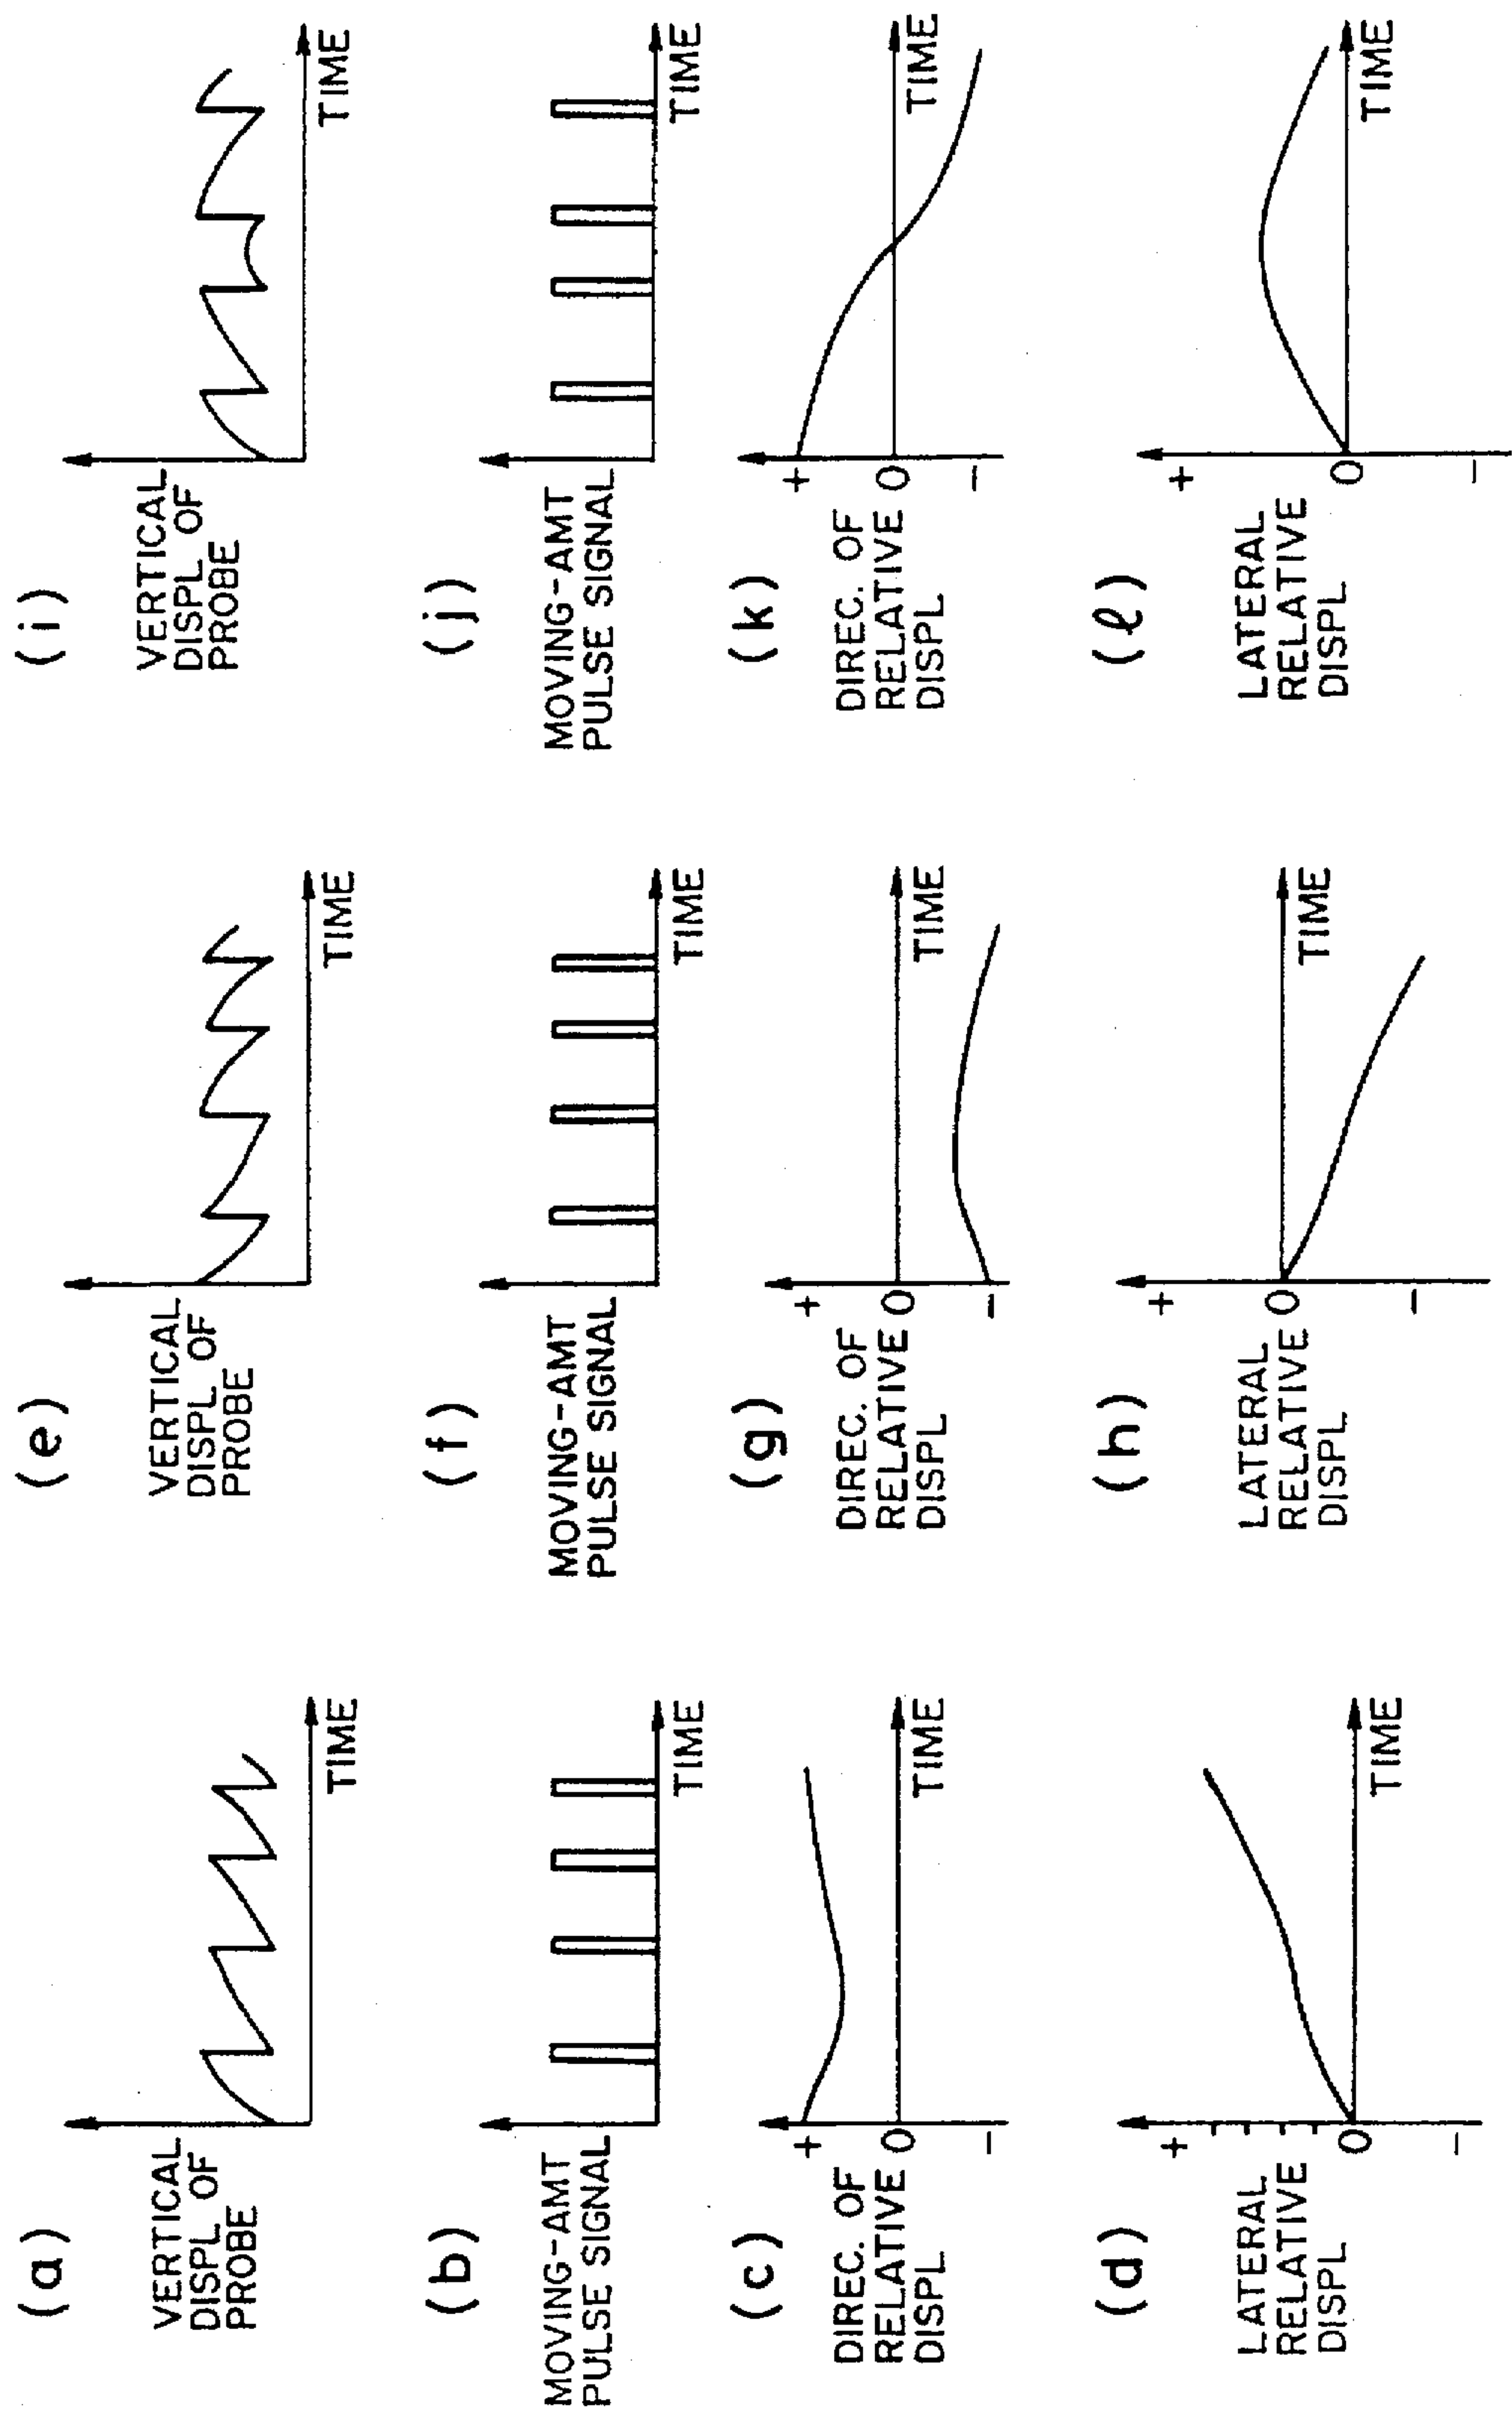 (a)
VERTICAL
DISPL OF
PROBE
TIME
(b)
MOVING-AMT
PULSE SIGNAL
TIME
(c)
DIREC. OF
RELATIVE
DISPL
+
0
-
TIME
(d)
LATERAL
RELATIVE
DISPL
+
0
-
TIME
(e)
VERTICAL
DISPL OF
PROBE
TIME
(f)
MOVING-AMT
PULSE SIGNAL
TIME
(g)
DIREC. OF
RELATIVE
DISPL
+
0
-
TIME
(h)
LATERAL
RELATIVE
DISPL
+
0
-
TIME
(i)
VERTICAL
DISPL OF
PROBE
TIME
(j)
MOVING-AMT
PULSE SIGNAL
TIME
(k)
DIREC. OF
RELATIVE
DISPL
+
0
-
TIME
(ℓ)
LATERAL
RELATIVE
DISPL
+
0
-
TIME